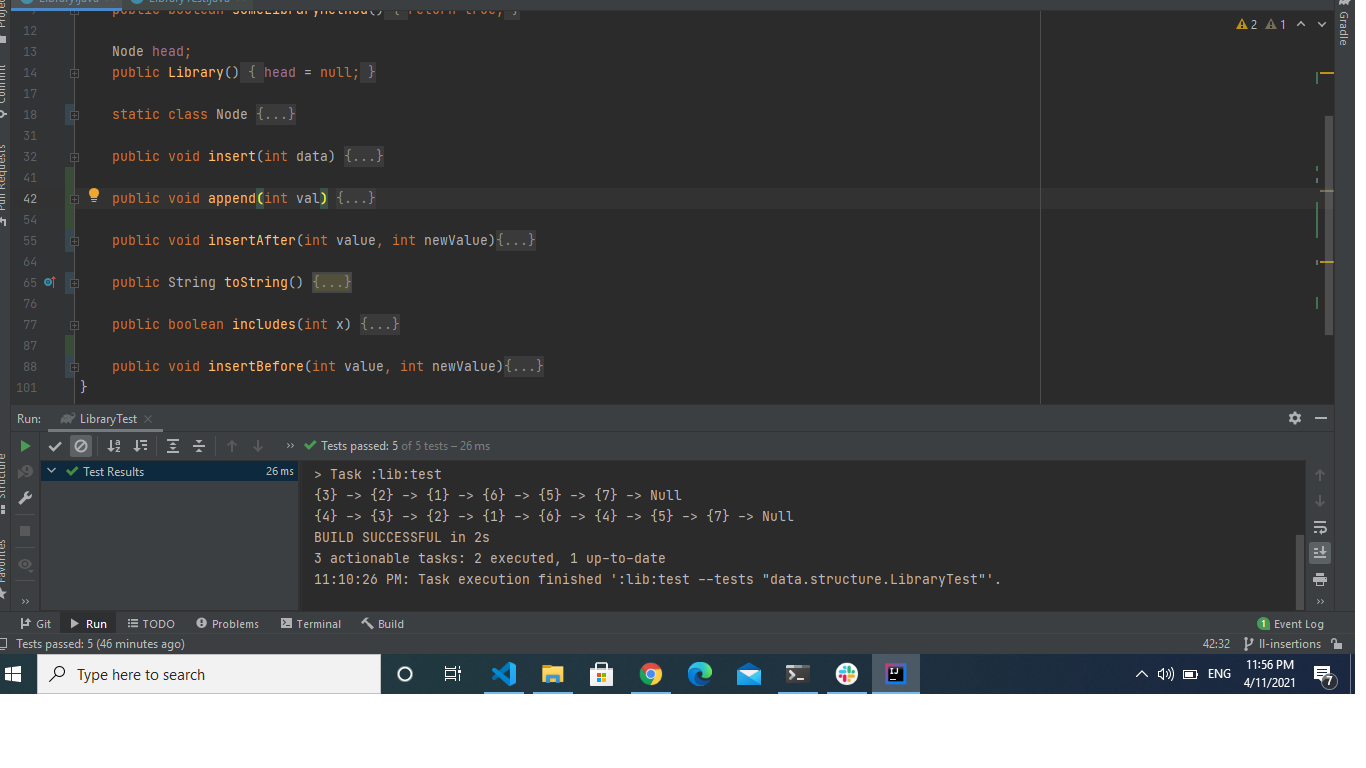 Library.java LibraryTest.java
public boolean someLibraryMethod() { return true; }
12
13 Node head;
14 public Library() { head = null; }
17
18 static class Node {...}
31
32 public void insert(int data) {...}
41
42 public void append(int val) {...}
54
55 public void insertAfter(int value, int newValue){...}
64
65 public String toString() {...}
76
77 public boolean includes(int x) {...}
87
88 public void insertBefore(int value, int newValue){...}
101 }
2 1
Gradle
Commit
Pull Requests
Structure
Favorites
Run: LibraryTest
Tests passed: 5 of 5 tests – 26 ms
Test Results 26 ms
> Task :lib:test
{3} -> {2} -> {1} -> {6} -> {5} -> {7} -> Null
{4} -> {3} -> {2} -> {1} -> {6} -> {4} -> {5} -> {7} -> Null
BUILD SUCCESSFUL in 2s
3 actionable tasks: 2 executed, 1 up-to-date
11:10:26 PM: Task execution finished ':lib:test --tests "data.structure.LibraryTest"'.
Git Run TODO Problems Terminal Build 1 Event Log
Tests passed: 5 (46 minutes ago) 42:32 ll-insertions
Type here to search
ENG 11:56 PM
4/11/2021 7